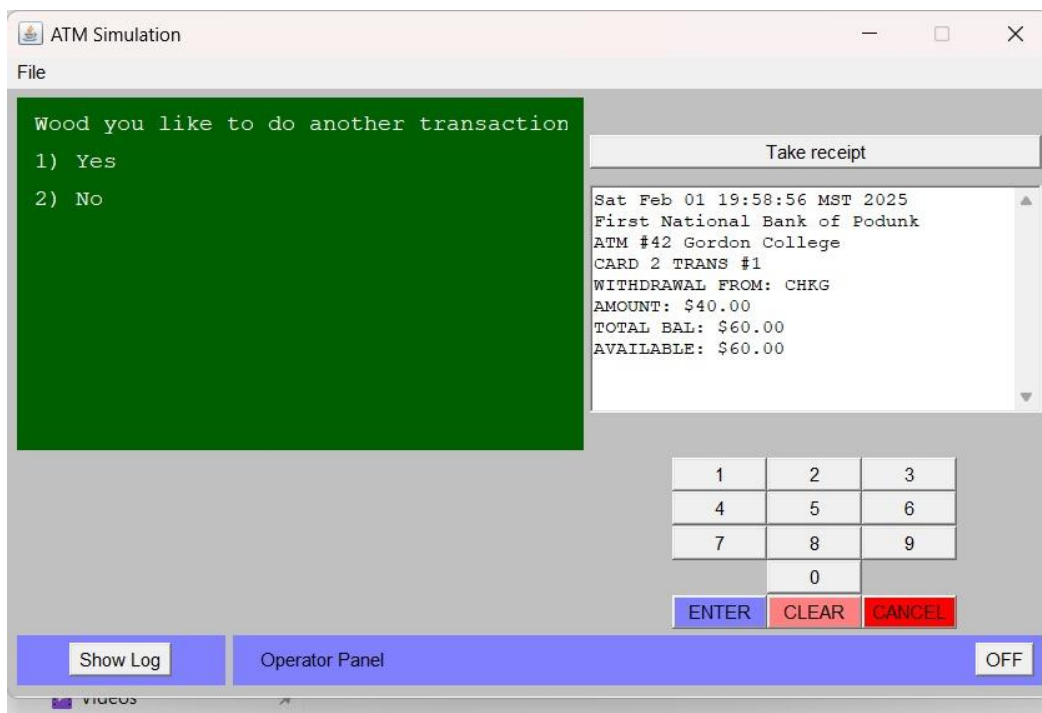 ATM Simulation
File
Wood you like to do another transaction
1) Yes
2) No
Take receipt
Sat Feb 01 19:58:56 MST 2025
First National Bank of Podunk
ATM #42 Gordon College
CARD 2 TRANS #1
WITHDRAWAL FROM: CHKG
AMOUNT: $40.00
TOTAL BAL: $60.00
AVAILABLE: $60.00
1 2 3
4 5 6
7 8 9
0
ENTER CLEAR CANCEL
Show Log Operator Panel OFF
Videos